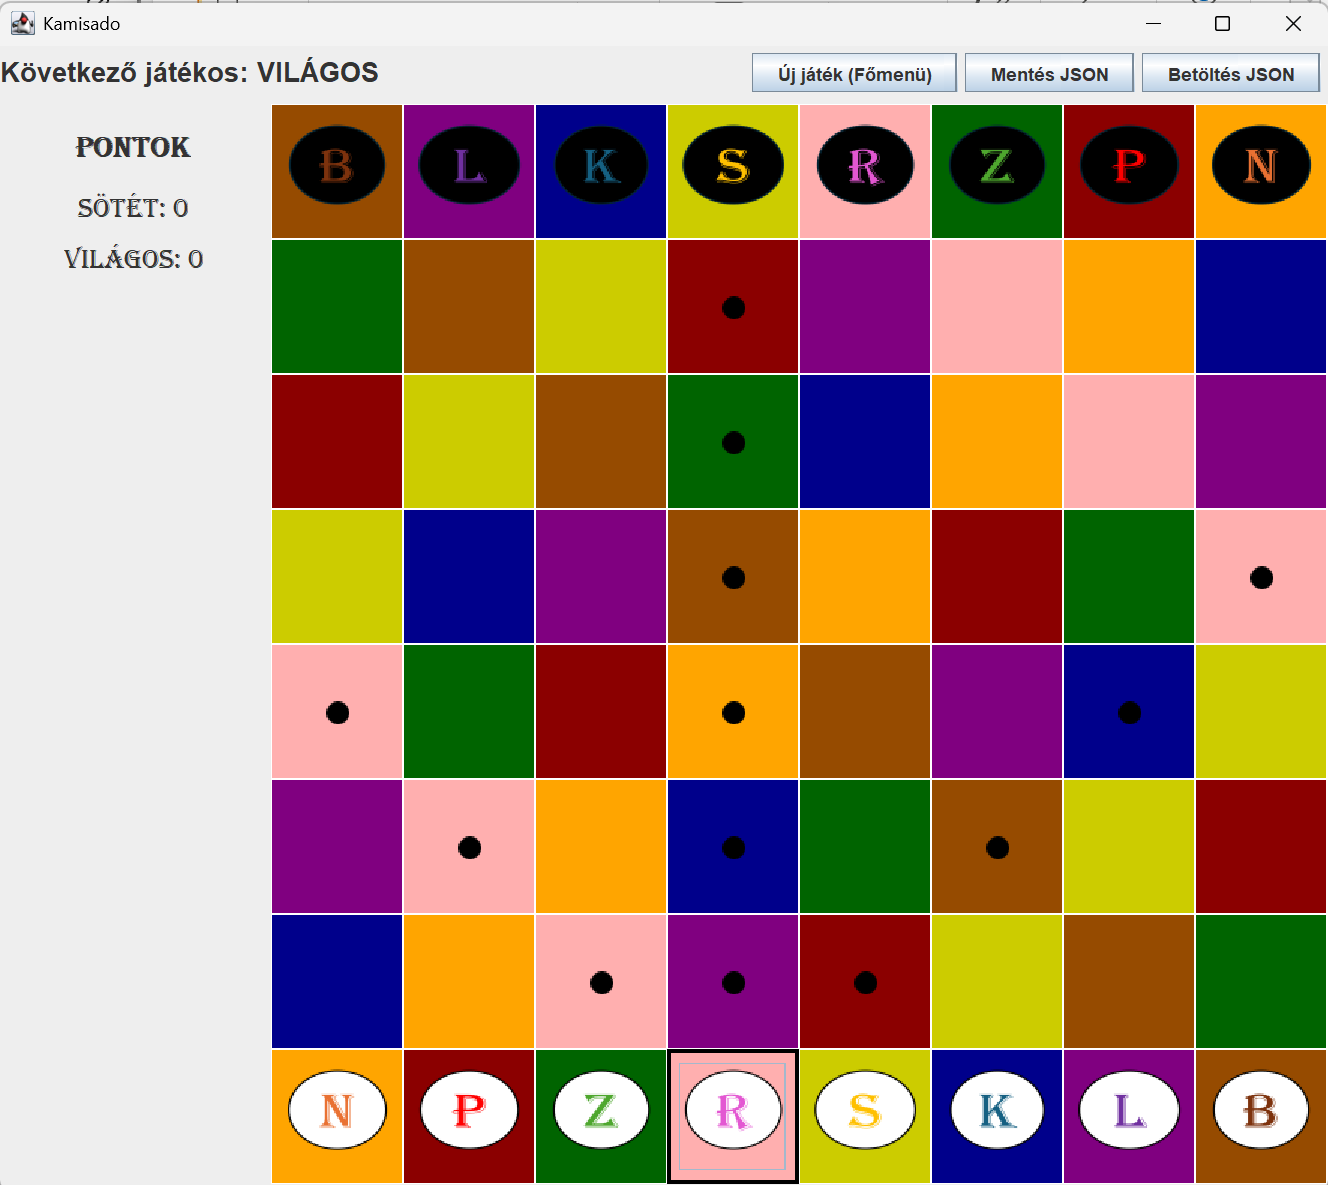 Kamisado
Következő játékos: VILÁGOS
Új játék (Főmenü) Mentés JSON Betöltés JSON
PONTOK
SÖTÉT: 0
VILÁGOS: 0
B L K S R Z P N
N P Z R S K L B